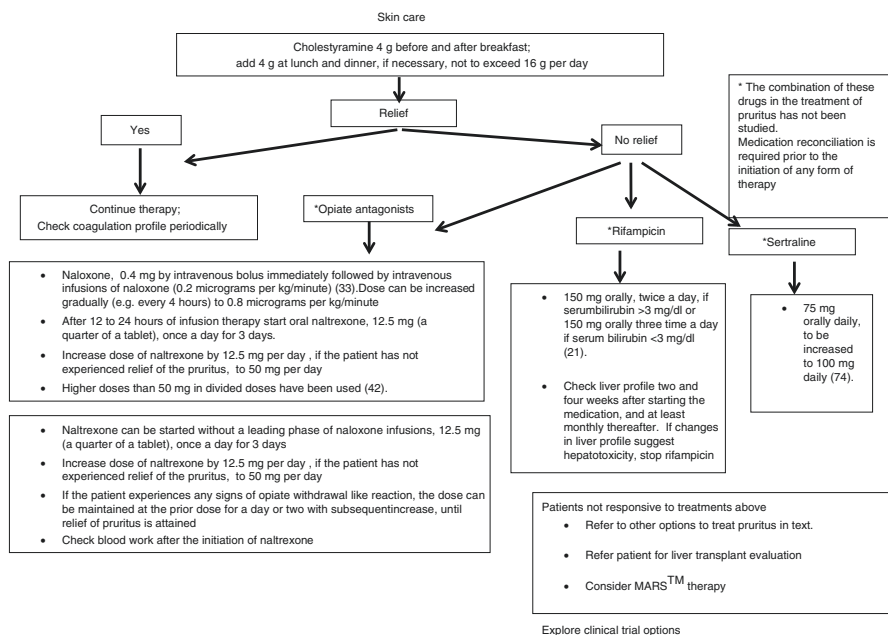 Skin care
Cholestyramine 4 g before and after breakfast;
add 4 g at lunch and dinner, if necessary, not to exceed 16 g per day
* The combination of these
drugs in the treatment of
pruritus has not been
studied.
Medication reconciliation is
required prior to the
initiation of any form of
therapy
Relief
Yes
No relief
Continue therapy;
Check coagulation profile periodically
*Opiate antagonists
*Rifampicin
*Sertraline
• Naloxone, 0.4 mg by intravenous bolus immediately followed by intravenous
infusions of naloxone (0.2 micrograms per kg/minute) (33).Dose can be increased
gradually (e.g. every 4 hours) to 0.8 micrograms per kg/minute
• After 12 to 24 hours of infusion therapy start oral naltrexone, 12.5 mg (a
quarter of a tablet), once a day for 3 days.
• Increase dose of naltrexone by 12.5 mg per day , if the patient has not
experienced relief of the pruritus, to 50 mg per day
• Higher doses than 50 mg in divided doses have been used (42).
• 150 mg orally, twice a day, if
serumbilirubin >3 mg/dl or
150 mg orally three time a day
if serum bilirubin <3 mg/dl
(21).
• Check liver profile two and
four weeks after starting the
medication, and at least
monthly thereafter. If changes
in liver profile suggest
hepatotoxicity, stop rifampicin
• 75 mg
orally daily,
to be
increased
to 100 mg
daily (74).
• Naltrexone can be started without a leading phase of naloxone infusions, 12.5 mg
(a quarter of a tablet), once a day for 3 days
• Increase dose of naltrexone by 12.5 mg per day , if the patient has not
experienced relief of the pruritus, to 50 mg per day
• If the patient experiences any signs of opiate withdrawal like reaction, the dose can
be maintained at the prior dose for a day or two with subsequentincrease, until
relief of pruritus is attained
• Check blood work after the initiation of naltrexone
Patients not responsive to treatments above
• Refer to other options to treat pruritus in text.
• Refer patient for liver transplant evaluation
• Consider MARS™ therapy
Explore clinical trial options